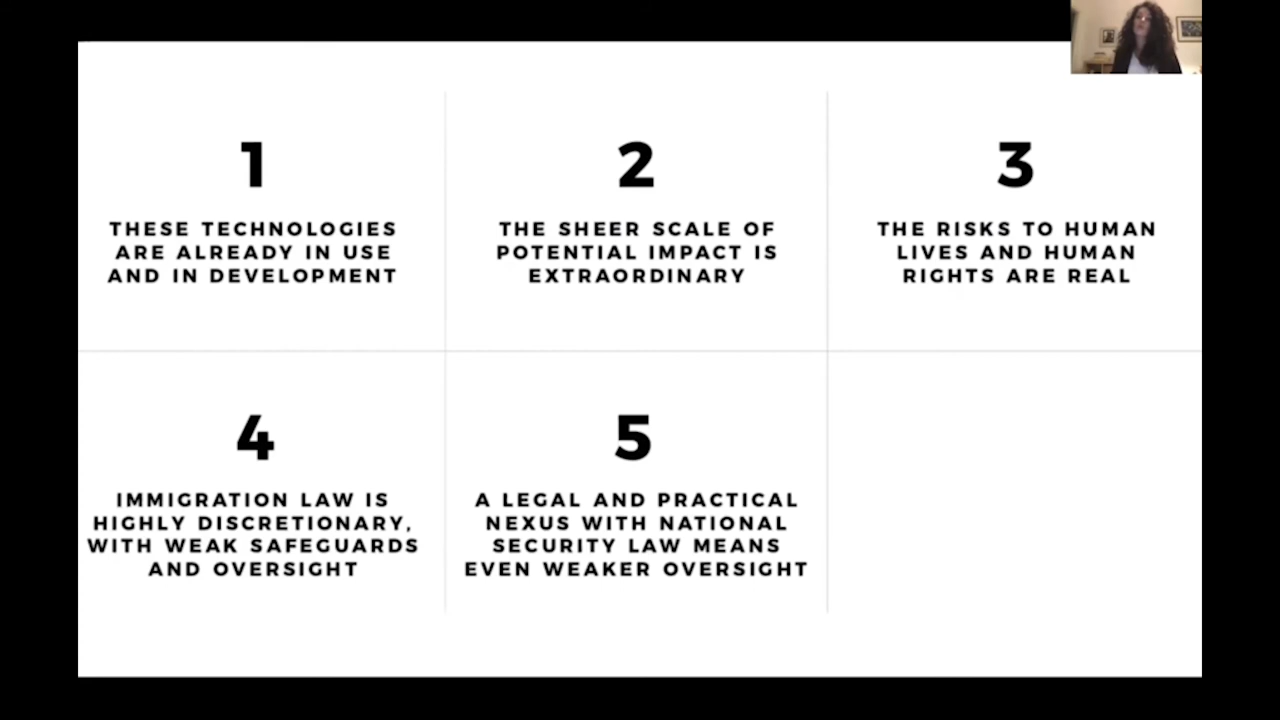 1
THESE TECHNOLOGIES
ARE ALREADY IN USE
AND IN DEVELOPMENT
2
THE SHEER SCALE OF
POTENTIAL IMPACT IS
EXTRAORDINARY
3
THE RISKS TO HUMAN
LIVES AND HUMAN
RIGHTS ARE REAL
4
IMMIGRATION LAW IS
HIGHLY DISCRETIONARY,
WITH WEAK SAFEGUARDS
AND OVERSIGHT
5
A LEGAL AND PRACTICAL
NEXUS WITH NATIONAL
SECURITY LAW MEANS
EVEN WEAKER OVERSIGHT